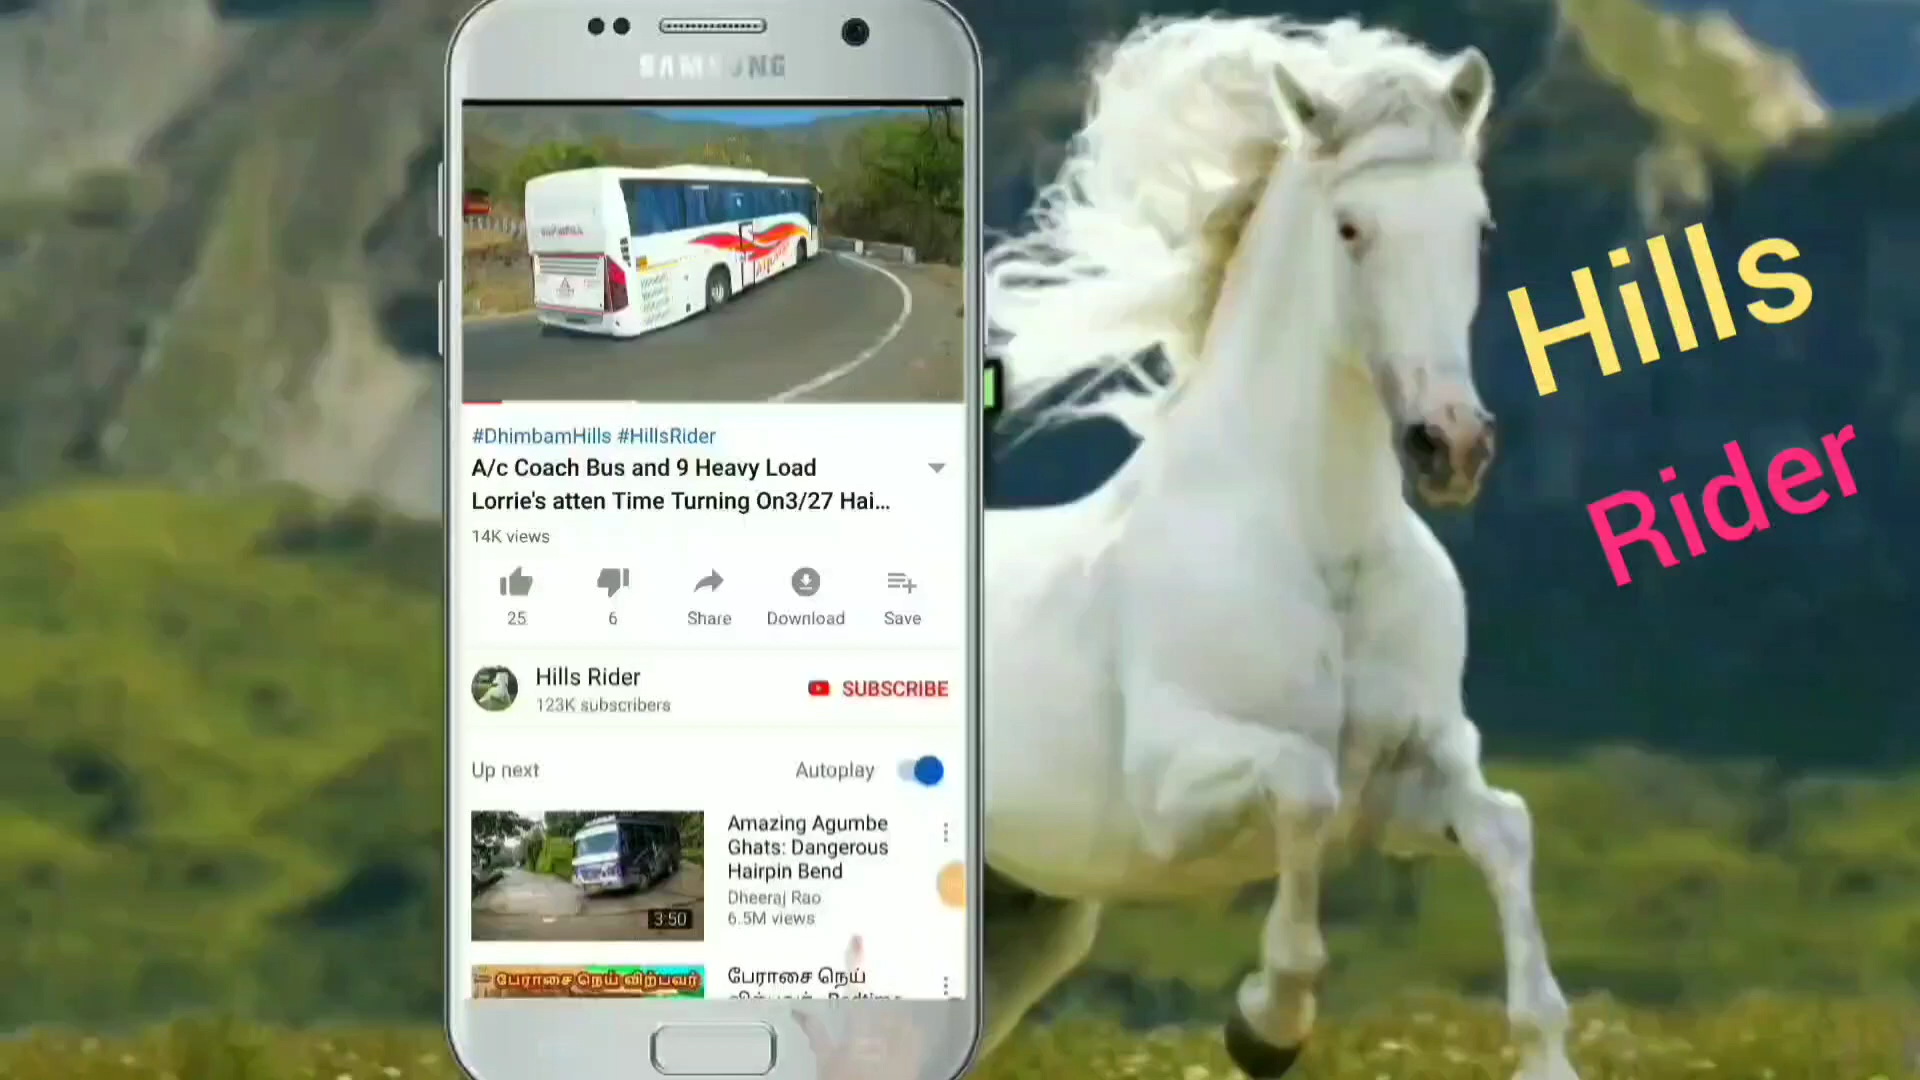 SAMSUNG
#DhimbamHills #HillsRider
A/c Coach Bus and 9 Heavy Load
Lorrie's atten Time Turning On3/27 Hai...
14K views
25
6
Share
Download
Save
Hills Rider
123K subscribers
SUBSCRIBE
Up next
Autoplay
Amazing Agumbe
Ghats: Dangerous
Hairpin Bend
Dheeraj Rao
6.5M views
3:50
பேராசை நெய் விற்பவர்
பேராசை நெய்
Hills
Rider